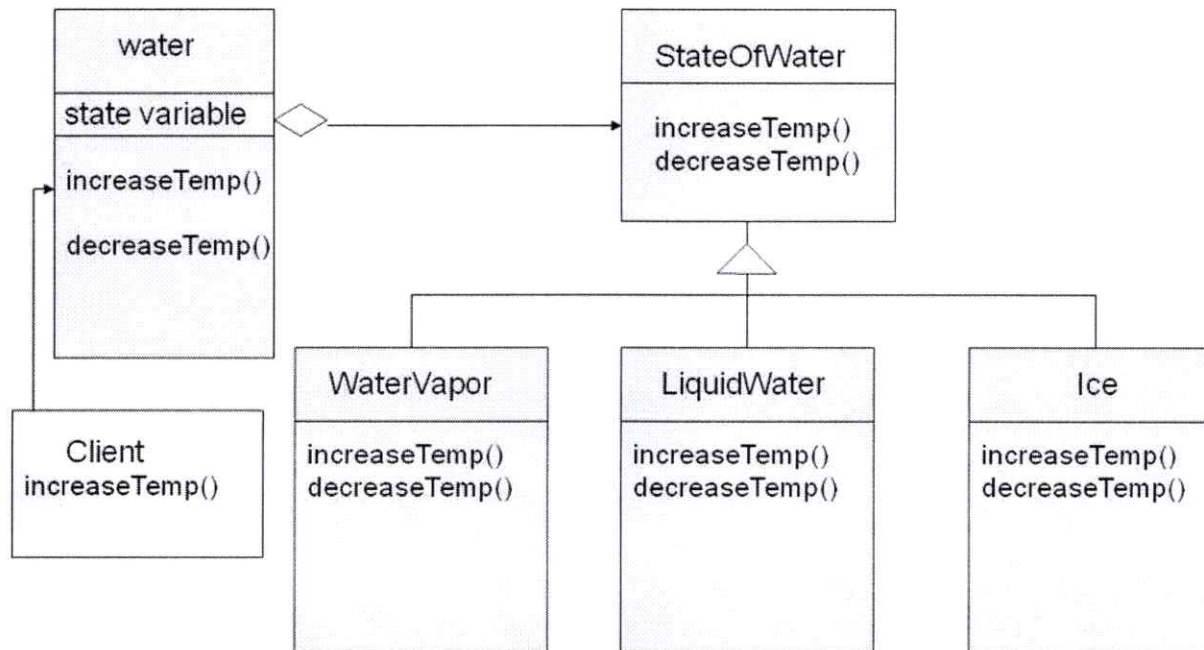 water
state variable
increaseTemp()
decreaseTemp()
StateOfWater
increaseTemp()
decreaseTemp()
Client
increaseTemp()
WaterVapor
increaseTemp()
decreaseTemp()
LiquidWater
increaseTemp()
decreaseTemp()
Ice
increaseTemp()
decreaseTemp()